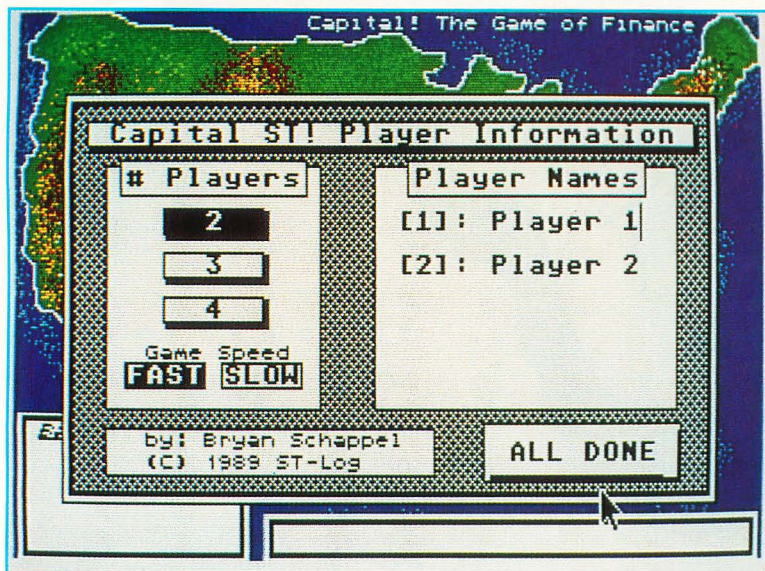 Capital! The Game of Finance
Capital ST! Player Information
# Players
2
3
4
Game Speed
FAST SLOW
Player Names
[1]: Player 1
[2]: Player 2
by: Bryan Schappel
(C) 1989 ST-Log
ALL DONE